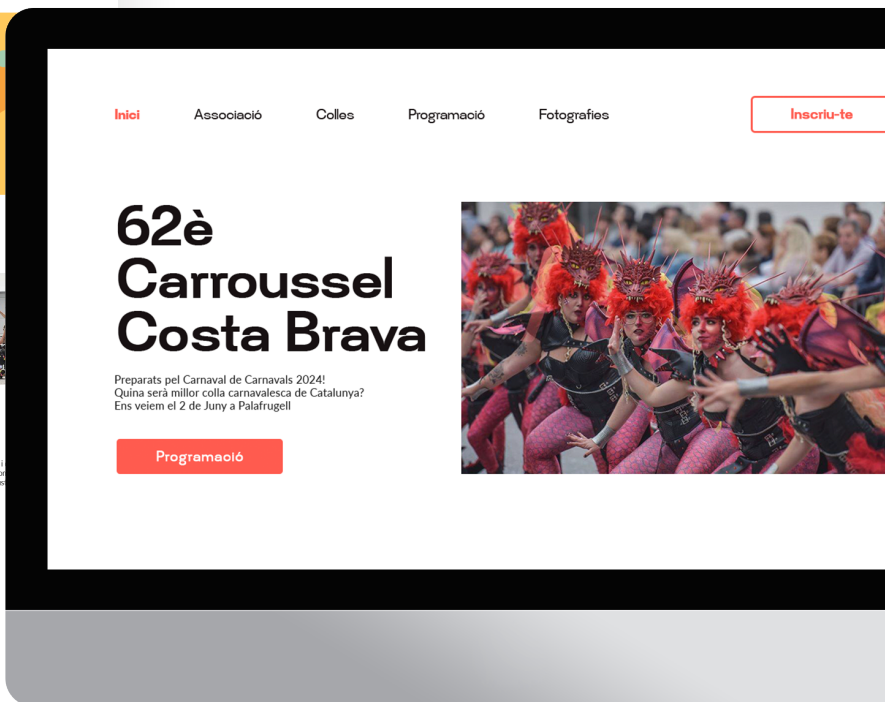 Inici
Associació
Colles
Programació
Fotografies
Inscriu-te
62è
Carroussel
Costa Brava
Preparats pel Carnaval de Carnavals 2024!
Quina serà millor colla carnavalesca de Catalunya?
Ens veiem el 2 de Juny a Palafrugell
Programació